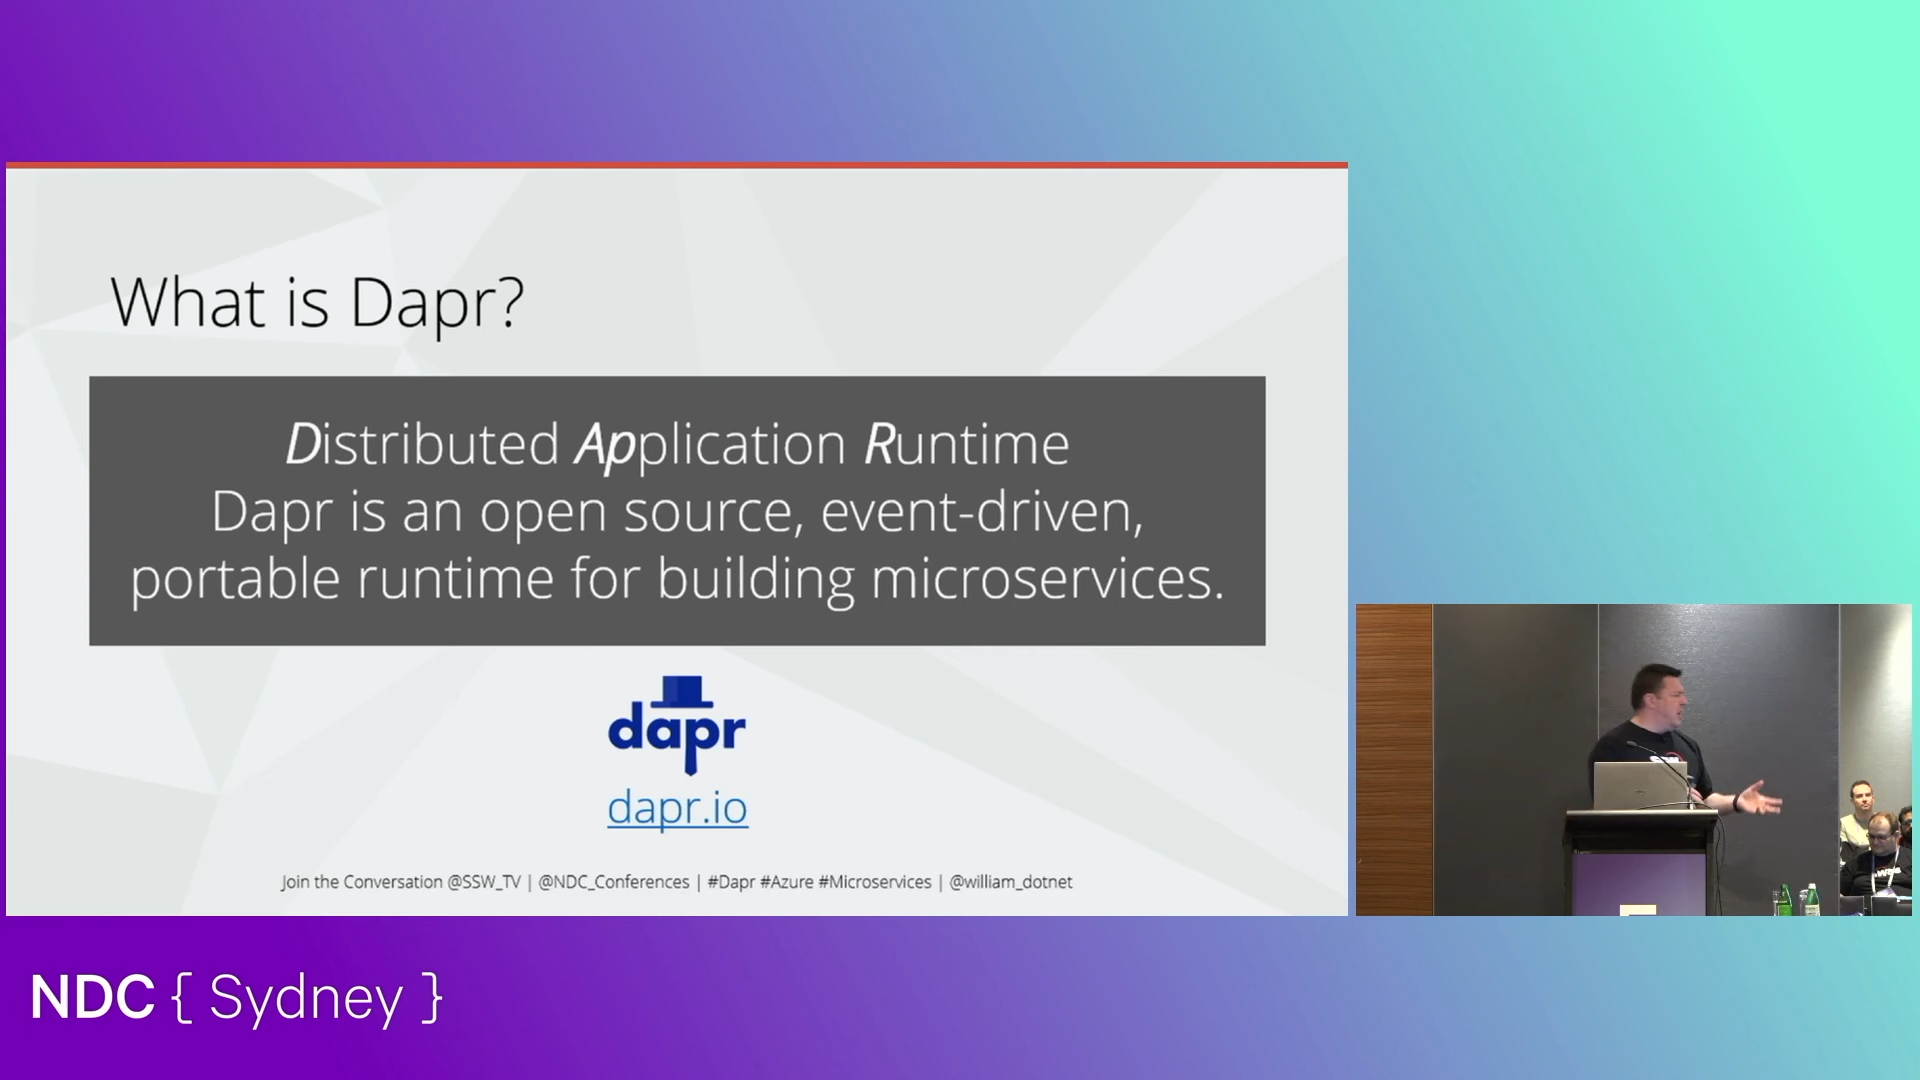 What is Dapr?
Distributed Application Runtime
Dapr is an open source, event-driven,
portable runtime for building microservices.
dapr
dapr.io
Join the Conversation @SSW_TV | @NDC_Conferences | #Dapr #Azure #Microservices | @william_dotnet
NDC { Sydney }